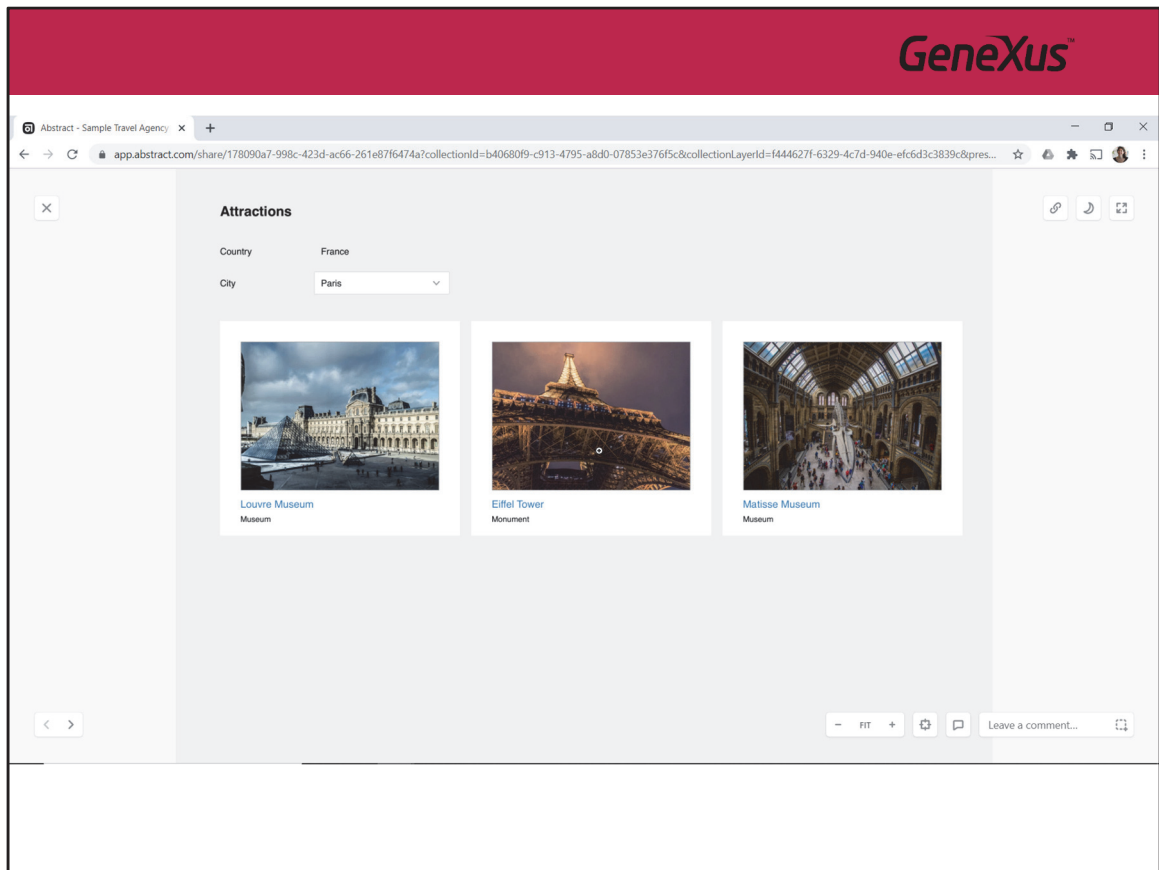 GeneXus™
Abstract - Sample Travel Agency
app.abstract.com/share/178090a7-998c-423d-ac66-261e87f6474a?collectionId=b40680f9-c913-4795-a8d0-07853e376f5c&collectionLayerId=f444627f-6329-4c7d-940e-efc6d3c3839c&pres...
Attractions
Country France
City Paris
Louvre Museum Eiffel Tower Matisse Museum
Museum Monument Museum
FIT Leave a comment...